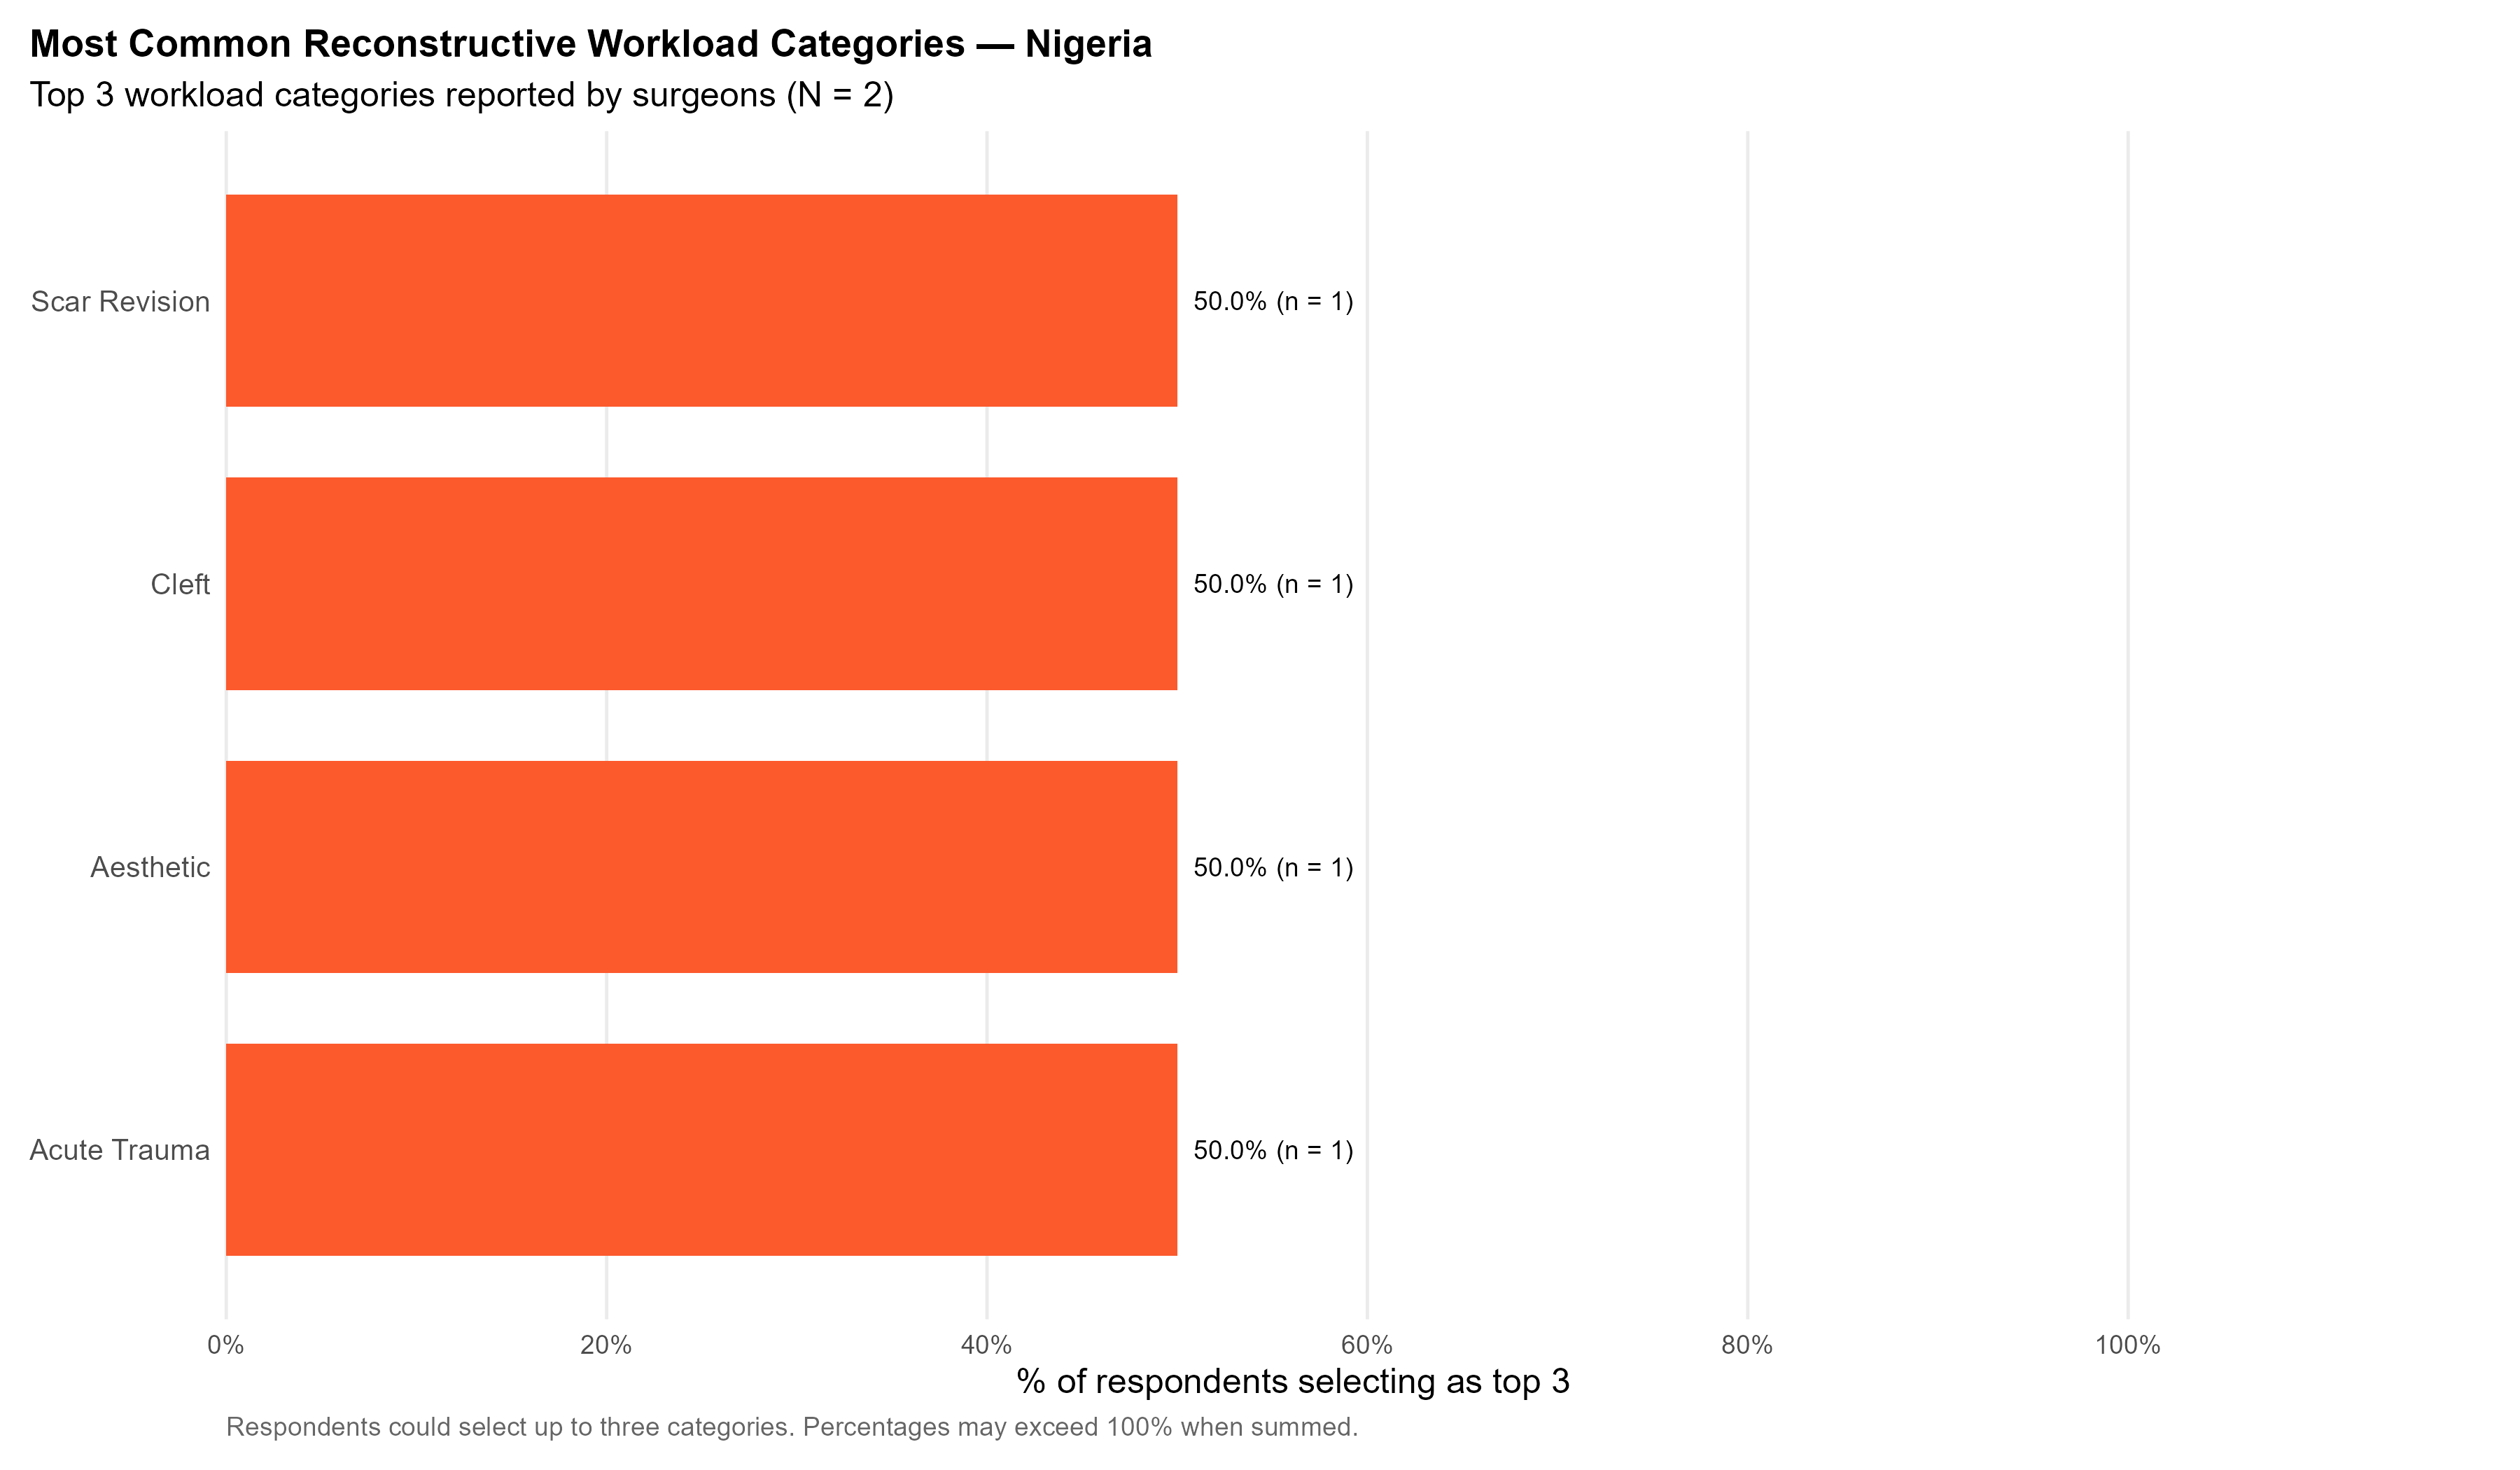 Most Common Reconstructive Workload Categories — Nigeria
Top 3 workload categories reported by surgeons (N = 2)
Scar Revision
50.0% (n = 1)
Cleft
50.0% (n = 1)
Aesthetic
50.0% (n = 1)
Acute Trauma
50.0% (n = 1)
0% 20% 40% 60% 80% 100%
% of respondents selecting as top 3
Respondents could select up to three categories. Percentages may exceed 100% when summed.